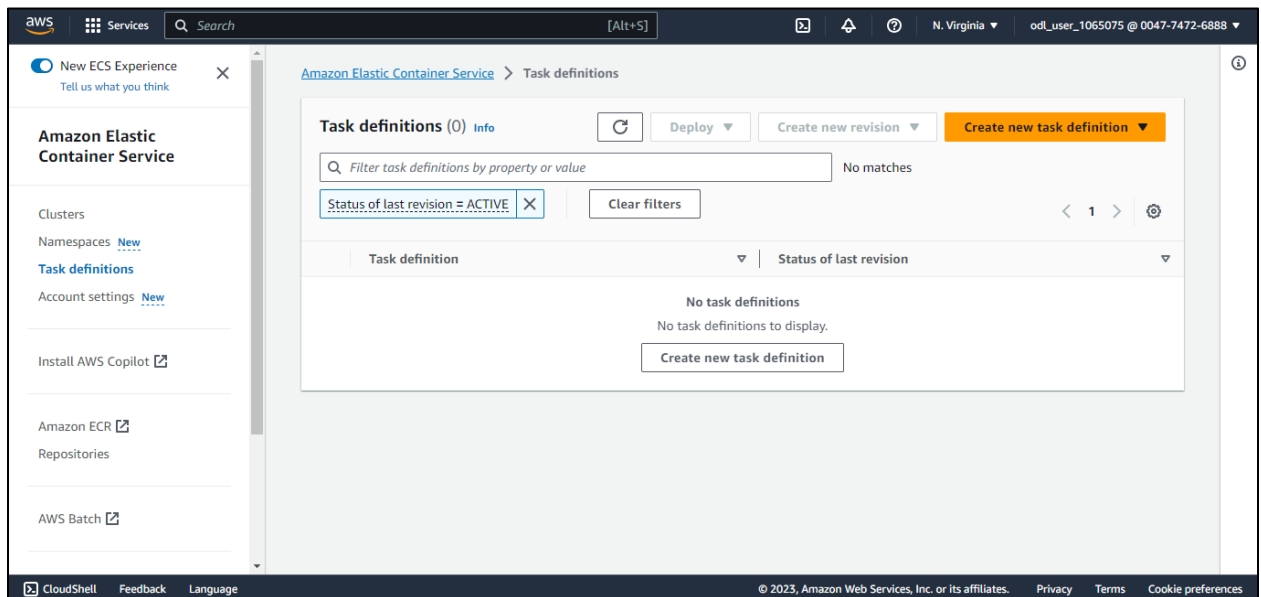 aws Services Search [Alt+S] N. Virginia ▼ odl_user_1065075 @ 0047-7472-6888 ▼
New ECS Experience
Tell us what you think
Amazon Elastic
Container Service
Clusters
Namespaces New
Task definitions
Account settings New
Install AWS Copilot
Amazon ECR
Repositories
AWS Batch
Amazon Elastic Container Service > Task definitions
Task definitions (0) Info Deploy ▼ Create new revision ▼ Create new task definition ▼
Filter task definitions by property or value No matches
Status of last revision = ACTIVE Clear filters
< 1 >
Task definition Status of last revision
No task definitions
No task definitions to display.
Create new task definition
CloudShell Feedback Language © 2023, Amazon Web Services, Inc. or its affiliates. Privacy Terms Cookie preferences